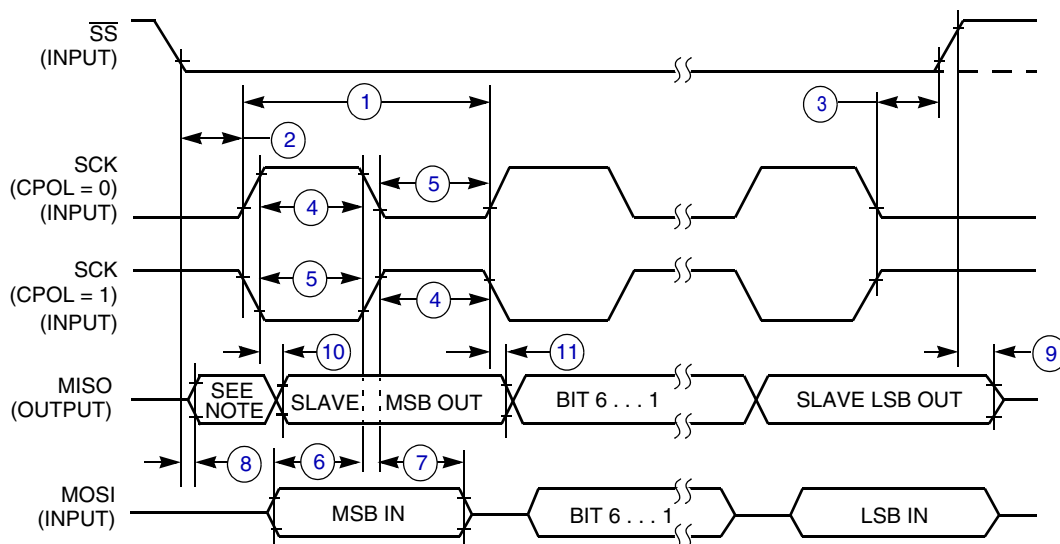 SS
(INPUT)
1
3
2
SCK
(CPOL = 0)
(INPUT)
5
4
SCK
(CPOL = 1)
(INPUT)
5
4
10
11
9
MISO
(OUTPUT)
SEE
NOTE
SLAVE
MSB OUT
BIT 6 . . . 1
SLAVE LSB OUT
8
6
7
MOSI
(INPUT)
MSB IN
BIT 6 . . . 1
LSB IN